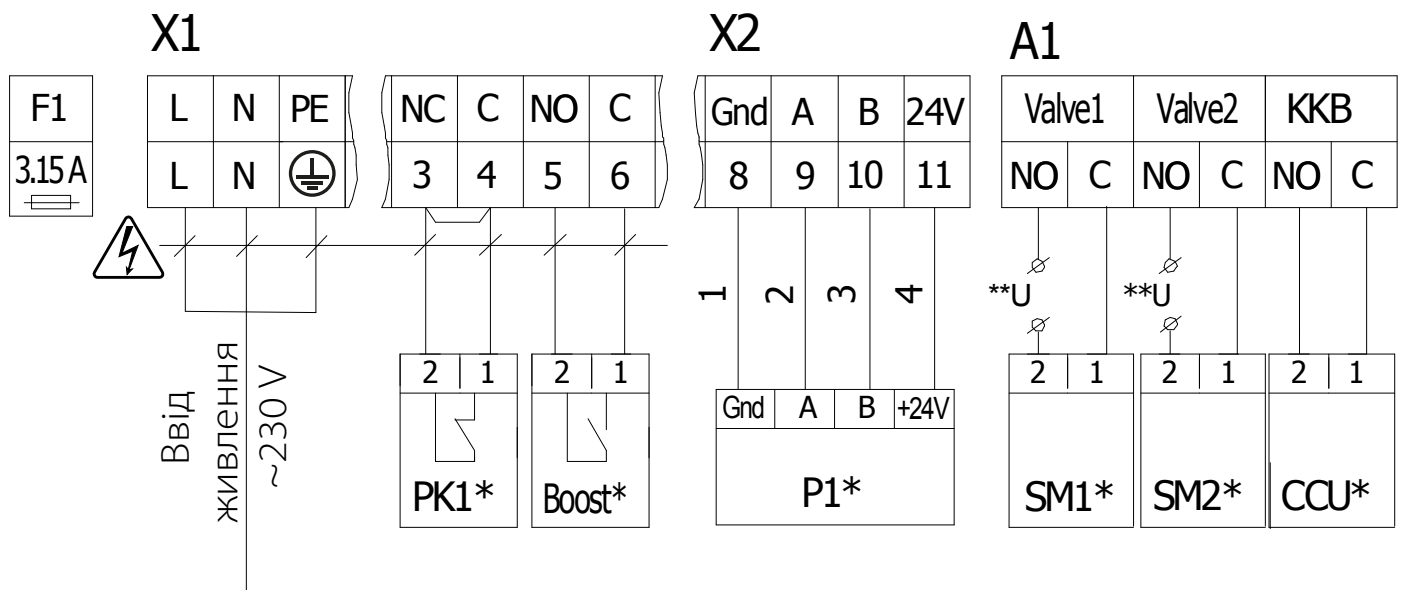 X1 X2 A1
F1 L N PE NC C NO C Gnd A B 24V Valve1 Valve2 KKB
3.15 A L N 3 4 5 6 8 9 10 11 NO C NO C NO C
1 2 3 4
**U **U
2 1 2 1 2 1 2 1 2 1
Gnd A B +24V
PK1* Boost* P1* SM1* SM2* CCU*
Ввід
живлення
~230 V